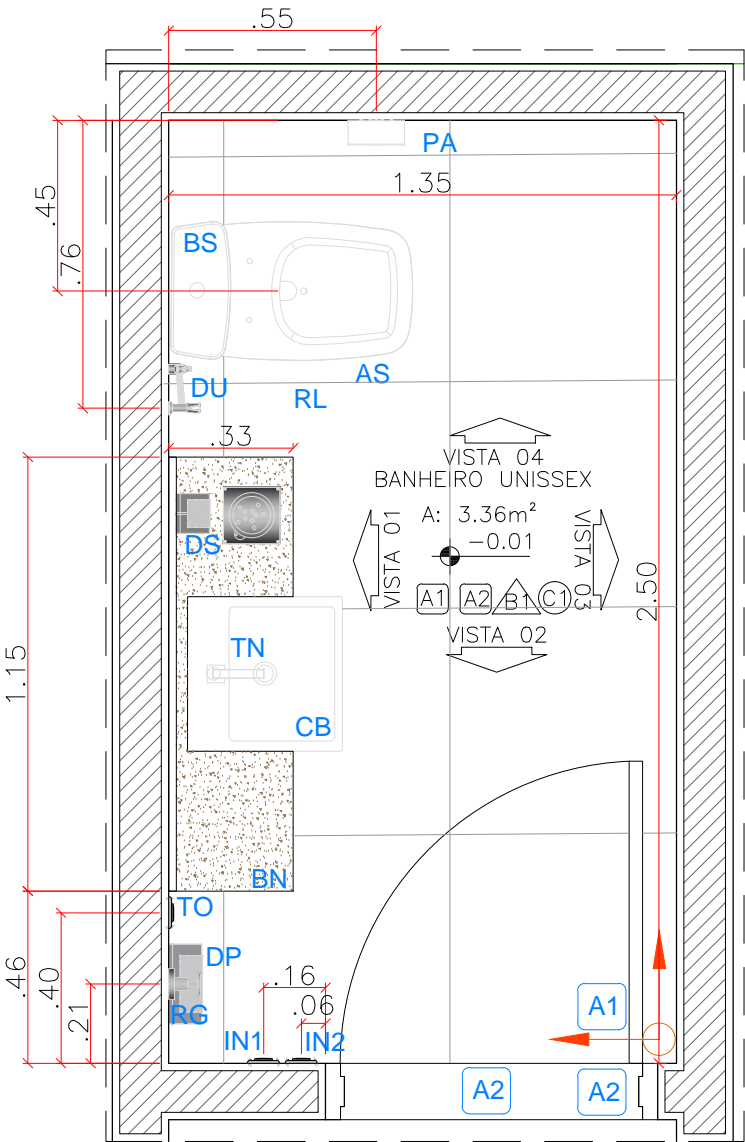 .55
PA
1.35
.45
.76
BS
AS
DU
RL
.33
VISTA 04
BANHEIRO UNISSEX
A: 3.36m²
-0.01
VISTA 01
VISTA 03
A1 A2 B1 C1
VISTA 02
2.50
DS
TN
CB
1.15
BN
TO
DP
RG
.46
.40
.21
.16
.06
IN1
IN2
A1
A2
A2